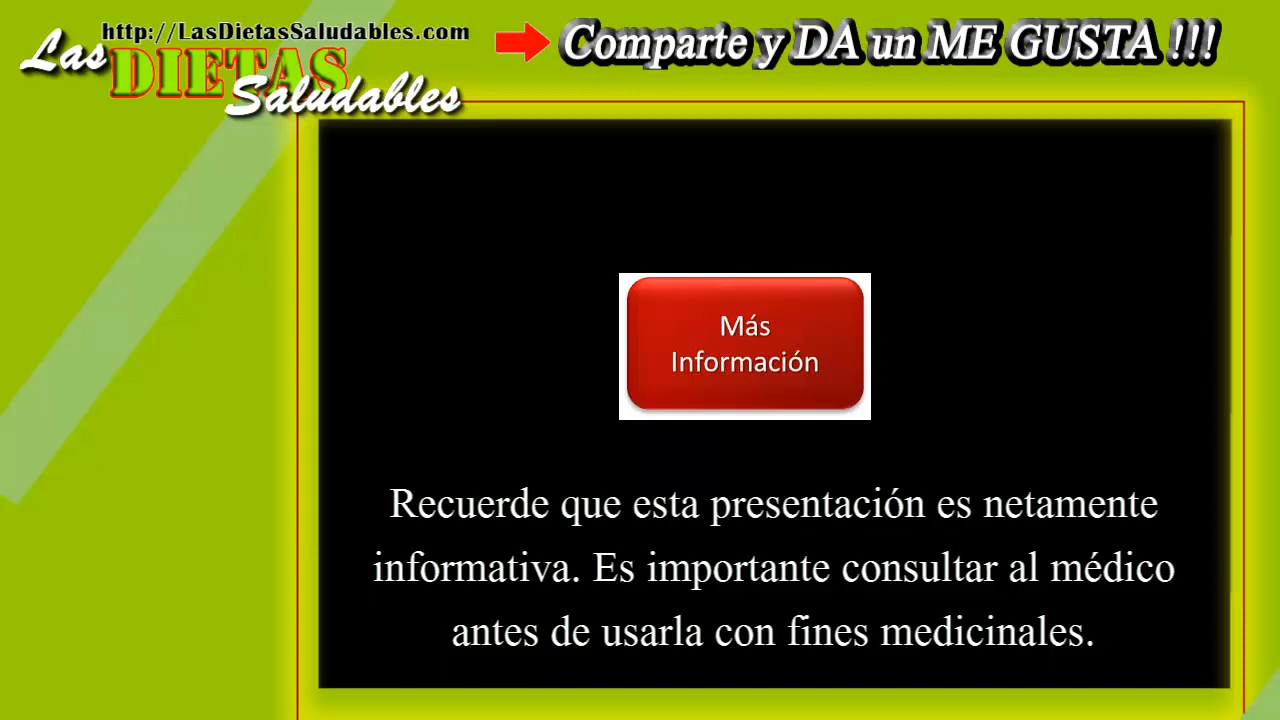 http://LasDietasSaludables.com
Las DIETAS Saludables
Comparte y DA un ME GUSTA !!!
Más
Información
Recuerde que esta presentación es netamente
informativa. Es importante consultar al médico
antes de usarla con fines medicinales.